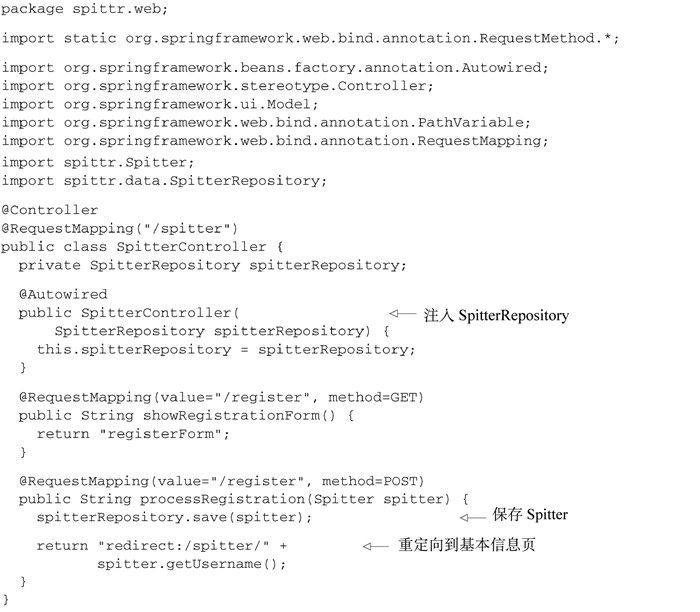 package spittr.web;
import static org.springframework.web.bind.annotation.RequestMethod.*;
import org.springframework.beans.factory.annotation.Autowired;
import org.springframework.stereotype.Controller;
import org.springframework.ui.Model;
import org.springframework.web.bind.annotation.PathVariable;
import org.springframework.web.bind.annotation.RequestMapping;
import spittr.Spitter;
import spittr.data.SpitterRepository;
@Controller
@RequestMapping("/spitter")
public class SpitterController {
private SpitterRepository spitterRepository;
@Autowired
public SpitterController( 注入 SpitterRepository
SpitterRepository spitterRepository) {
this.spitterRepository = spitterRepository;
}
@RequestMapping(value="/register", method=GET)
public String showRegistrationForm() {
return "registerForm";
}
@RequestMapping(value="/register", method=POST)
public String processRegistration(Spitter spitter) {
spitterRepository.save(spitter); 保存 Spitter
return "redirect:/spitter/" + 重定向到基本信息页
spitter.getUsername();
}
}